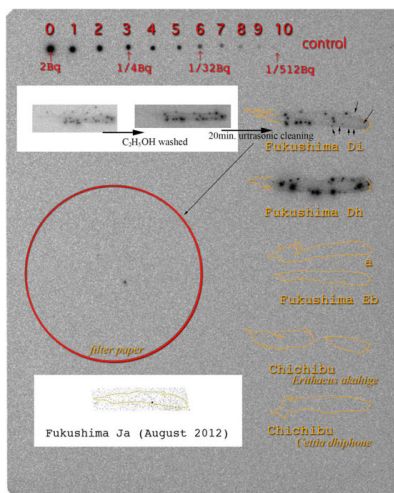 0 1 2 3 4 5 6 7 8 9 10 control
2Bq 1/4Bq 1/32Bq 1/512Bq
C₂H₅OH washed
20min. urtrasonic cleaning
Fukushima Di
Fukushima Dh
a
Fukushima Eb
filter paper
Chichibu
Erithacus akahige
Fukushima Ja (August 2012)
Chichibu
Cettia dhiphone